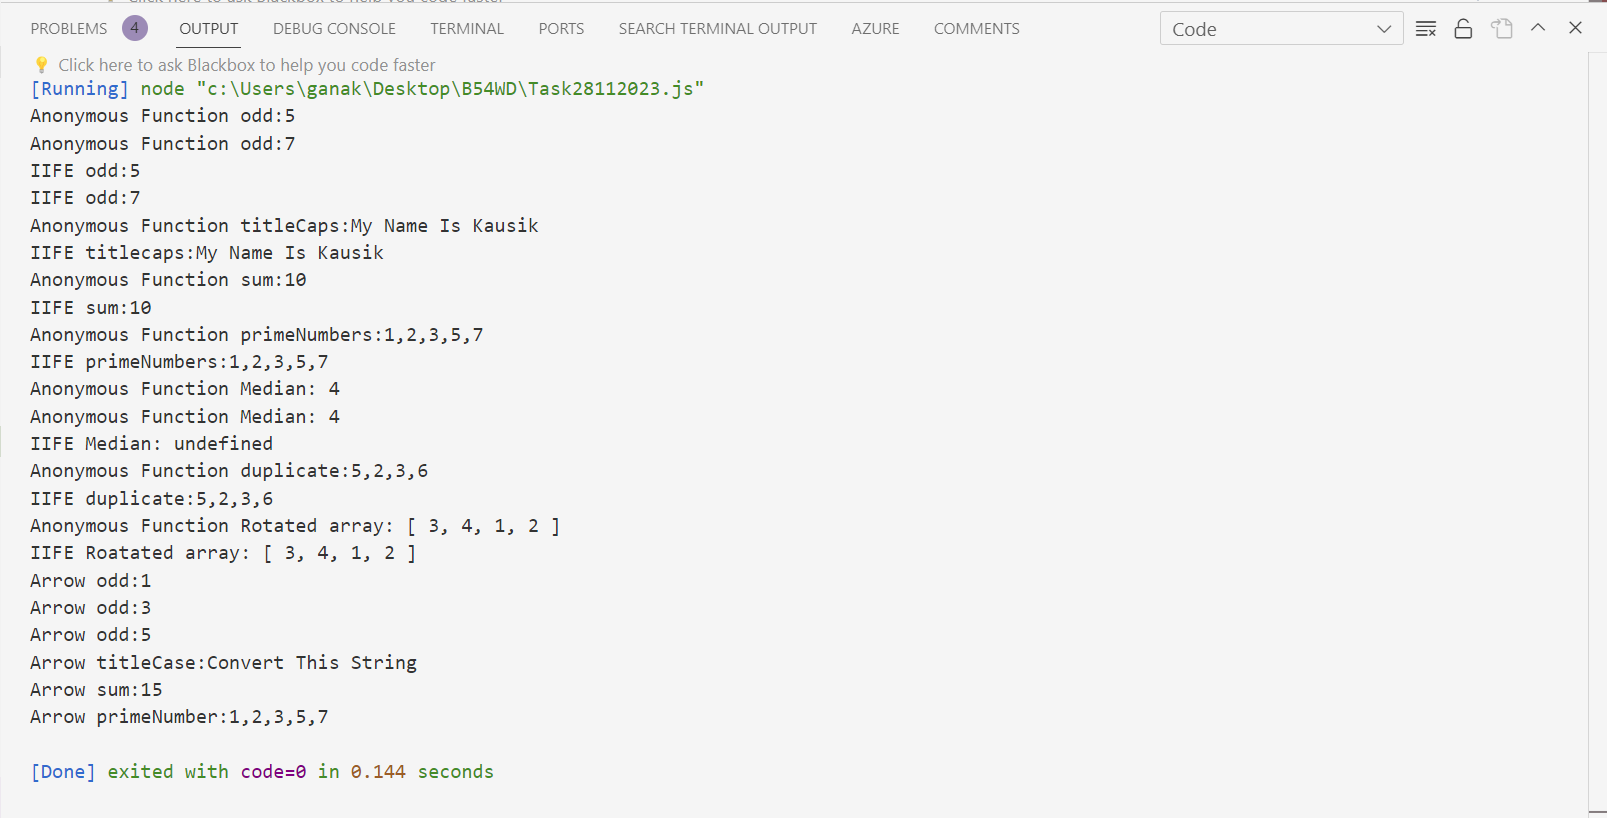 PROBLEMS 4 OUTPUT DEBUG CONSOLE TERMINAL PORTS SEARCH TERMINAL OUTPUT AZURE COMMENTS Code
Click here to ask Blackbox to help you code faster
[Running] node "c:\Users\ganak\Desktop\B54WD\Task28112023.js"
Anonymous Function odd:5
Anonymous Function odd:7
IIFE odd:5
IIFE odd:7
Anonymous Function titleCaps:My Name Is Kausik
IIFE titlecaps:My Name Is Kausik
Anonymous Function sum:10
IIFE sum:10
Anonymous Function primeNumbers:1,2,3,5,7
IIFE primeNumbers:1,2,3,5,7
Anonymous Function Median: 4
Anonymous Function Median: 4
IIFE Median: undefined
Anonymous Function duplicate:5,2,3,6
IIFE duplicate:5,2,3,6
Anonymous Function Rotated array: [ 3, 4, 1, 2 ]
IIFE Roatated array: [ 3, 4, 1, 2 ]
Arrow odd:1
Arrow odd:3
Arrow odd:5
Arrow titleCase:Convert This String
Arrow sum:15
Arrow primeNumber:1,2,3,5,7
[Done] exited with code=0 in 0.144 seconds